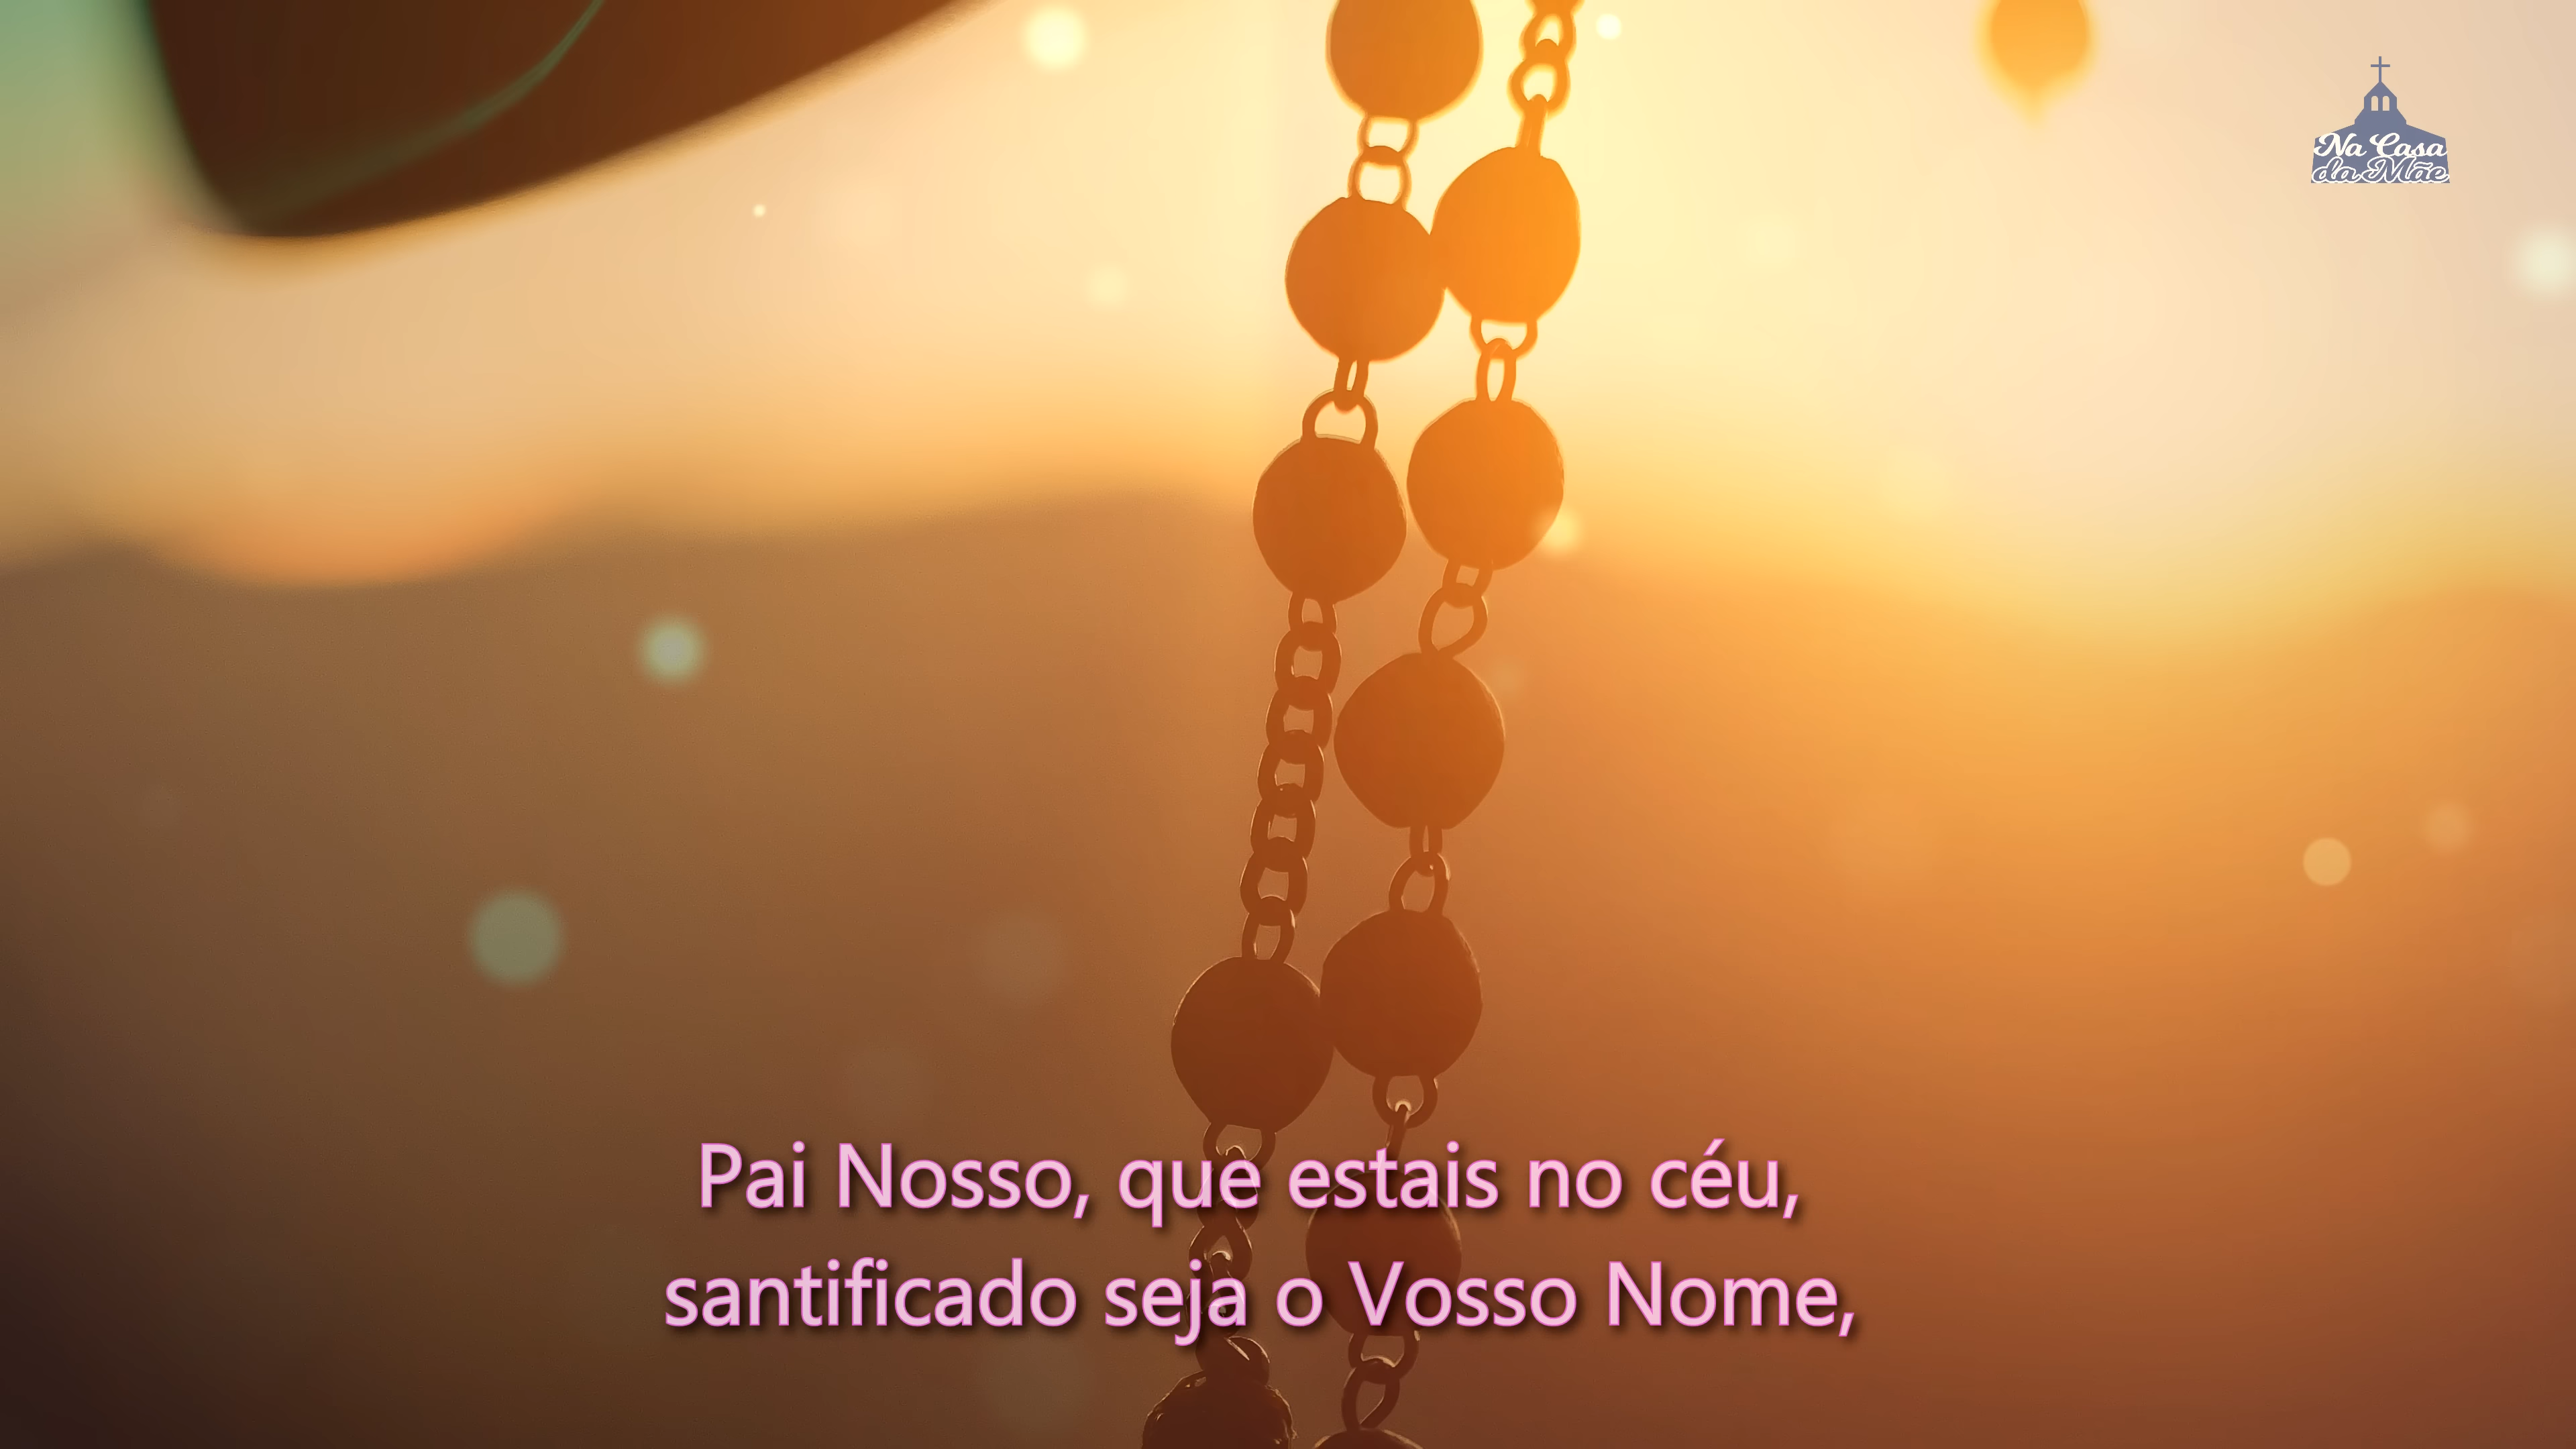 Na Casa
da Mãe
Pai Nosso, que estais no céu,
santificado seja o Vosso Nome,